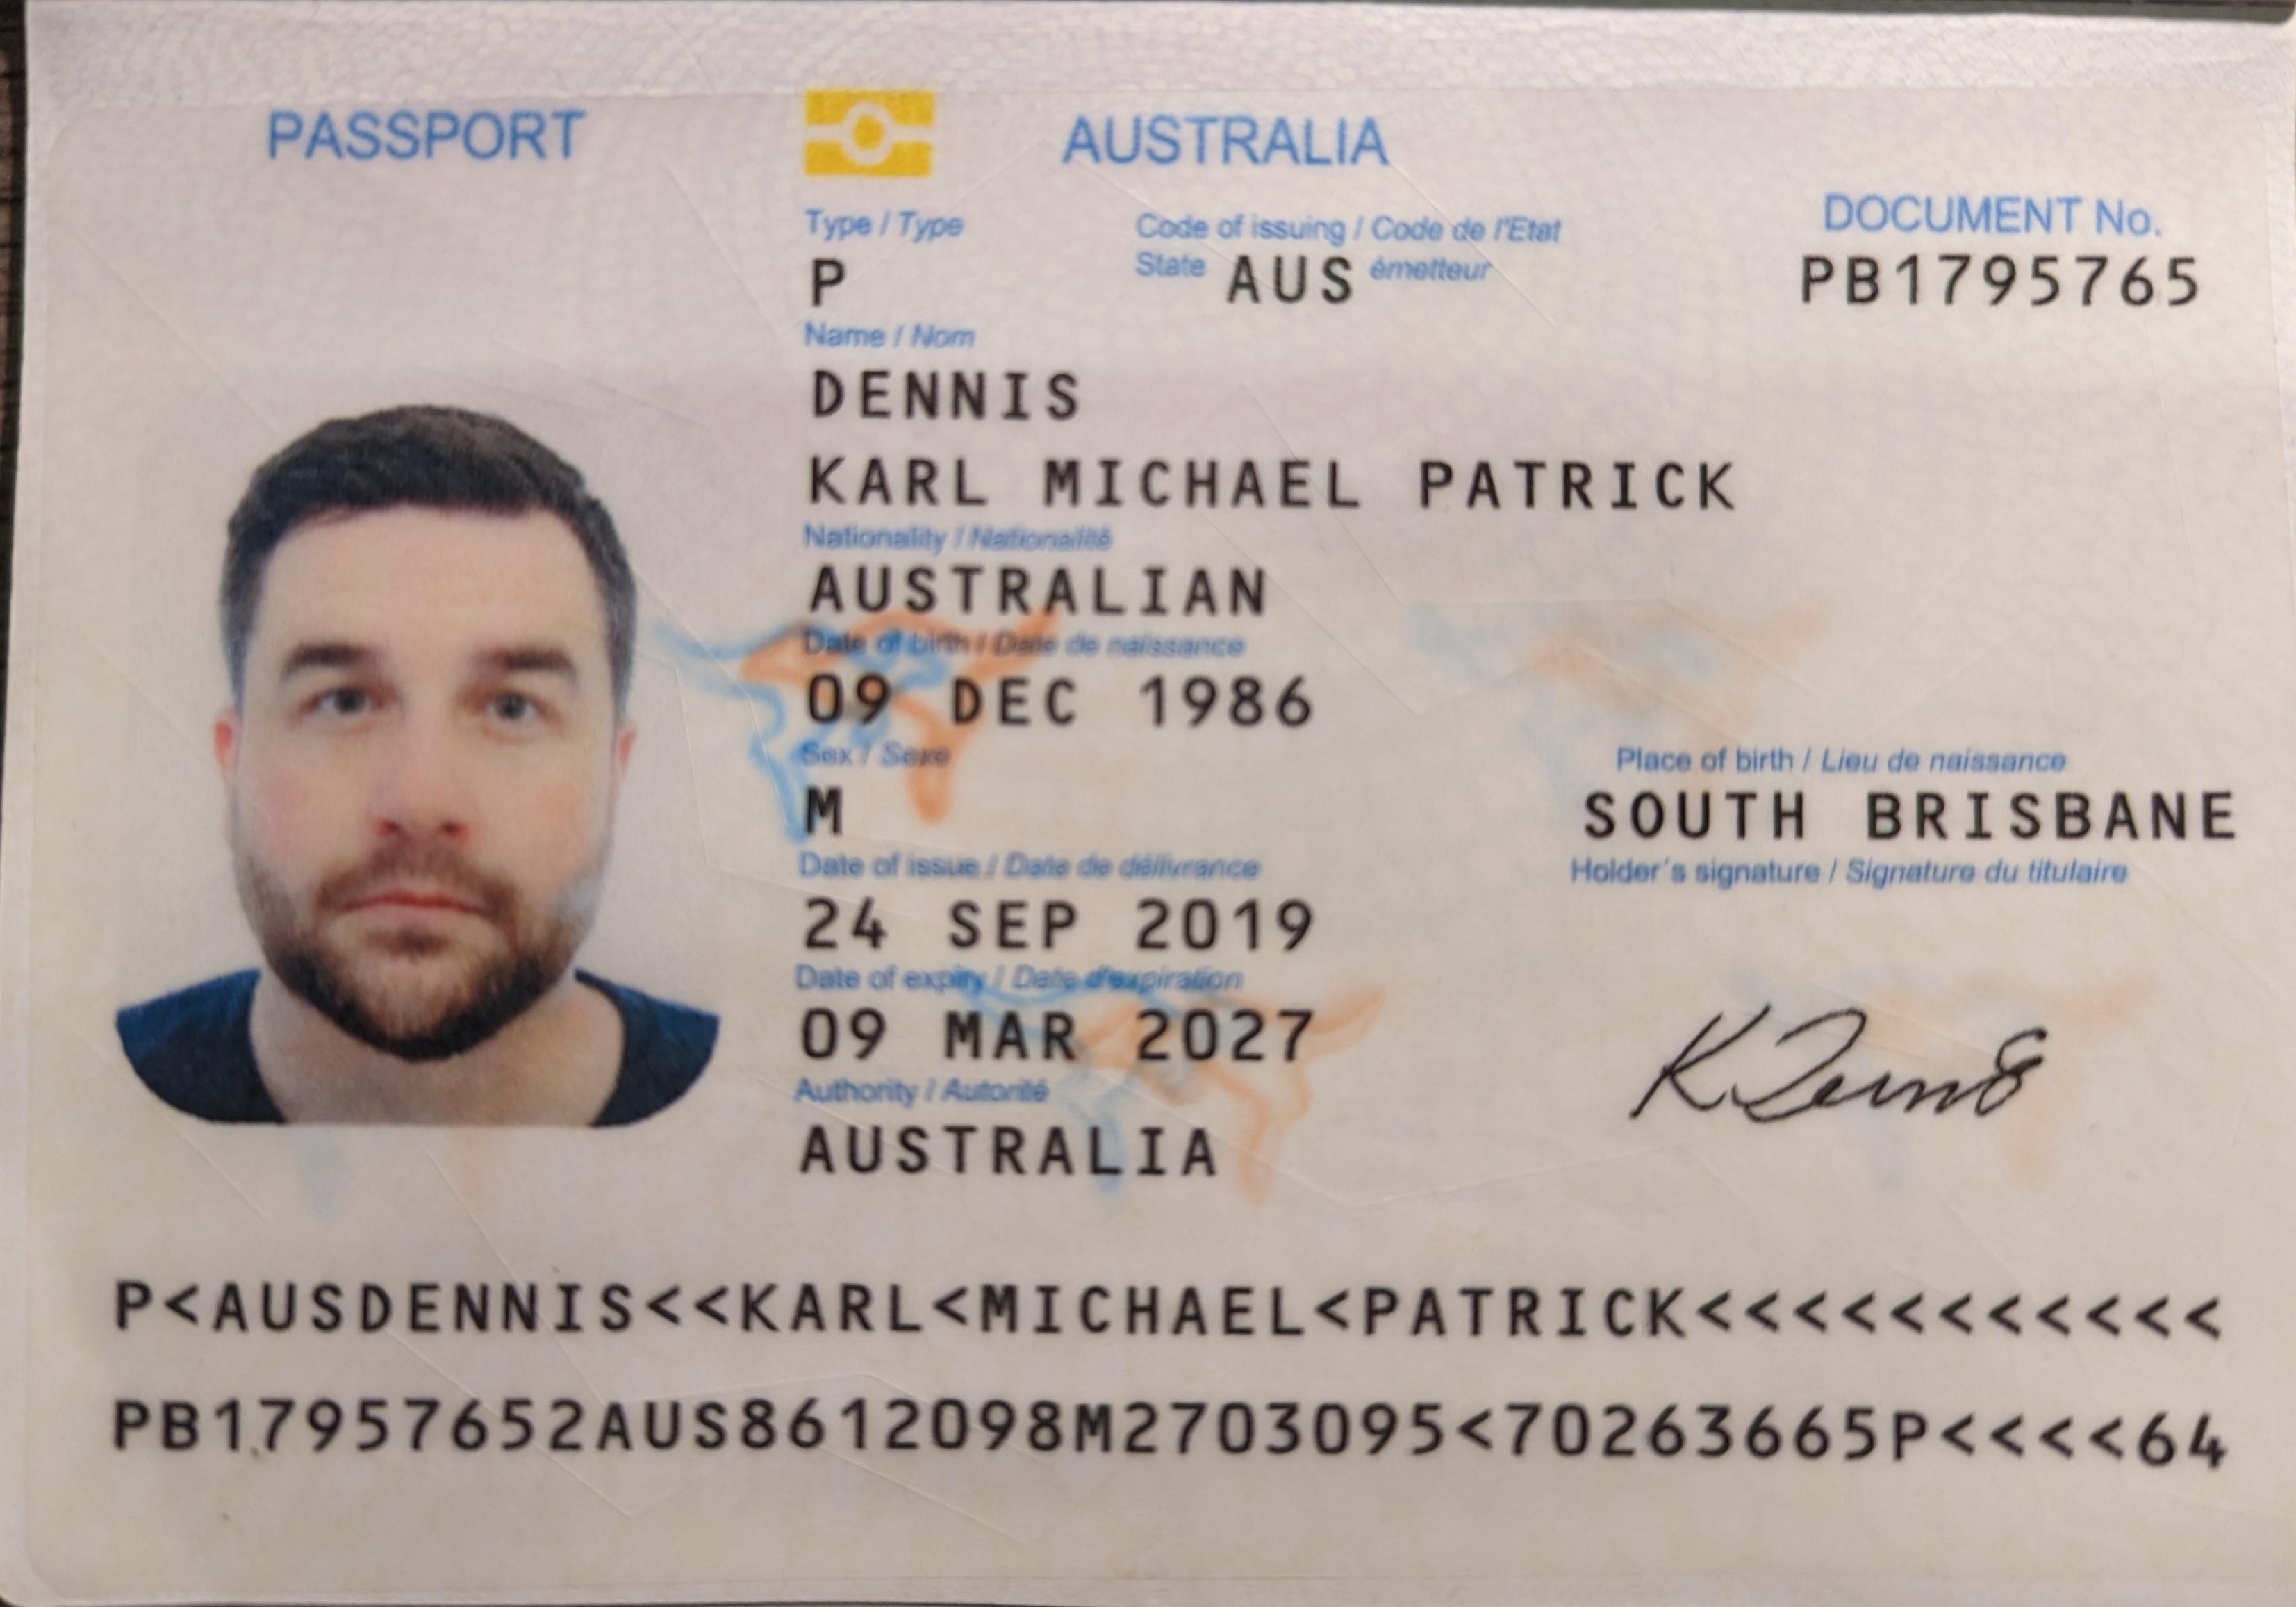 PASSPORT AUSTRALIA
Type / Type Code of issuing / Code de l'Etat DOCUMENT No.
P State AUS émetteur PB1795765
Name / Nom
DENNIS
KARL MICHAEL PATRICK
Nationality / Nationalité
AUSTRALIAN
Date of birth / Date de naissance
09 DEC 1986
Sex / Sexe Place of birth / Lieu de naissance
M SOUTH BRISBANE
Date of issue / Date de délivrance Holder's signature / Signature du titulaire
24 SEP 2019
Date of expiry / Date d'expiration
09 MAR 2027
Authority / Autorité K Dennis
AUSTRALIA
P<AUSDENNIS<<KARL<MICHAEL<PATRICK<<<<<<<<<<<
PB17957652AUS8612098M2703095<70263665P<<<<64